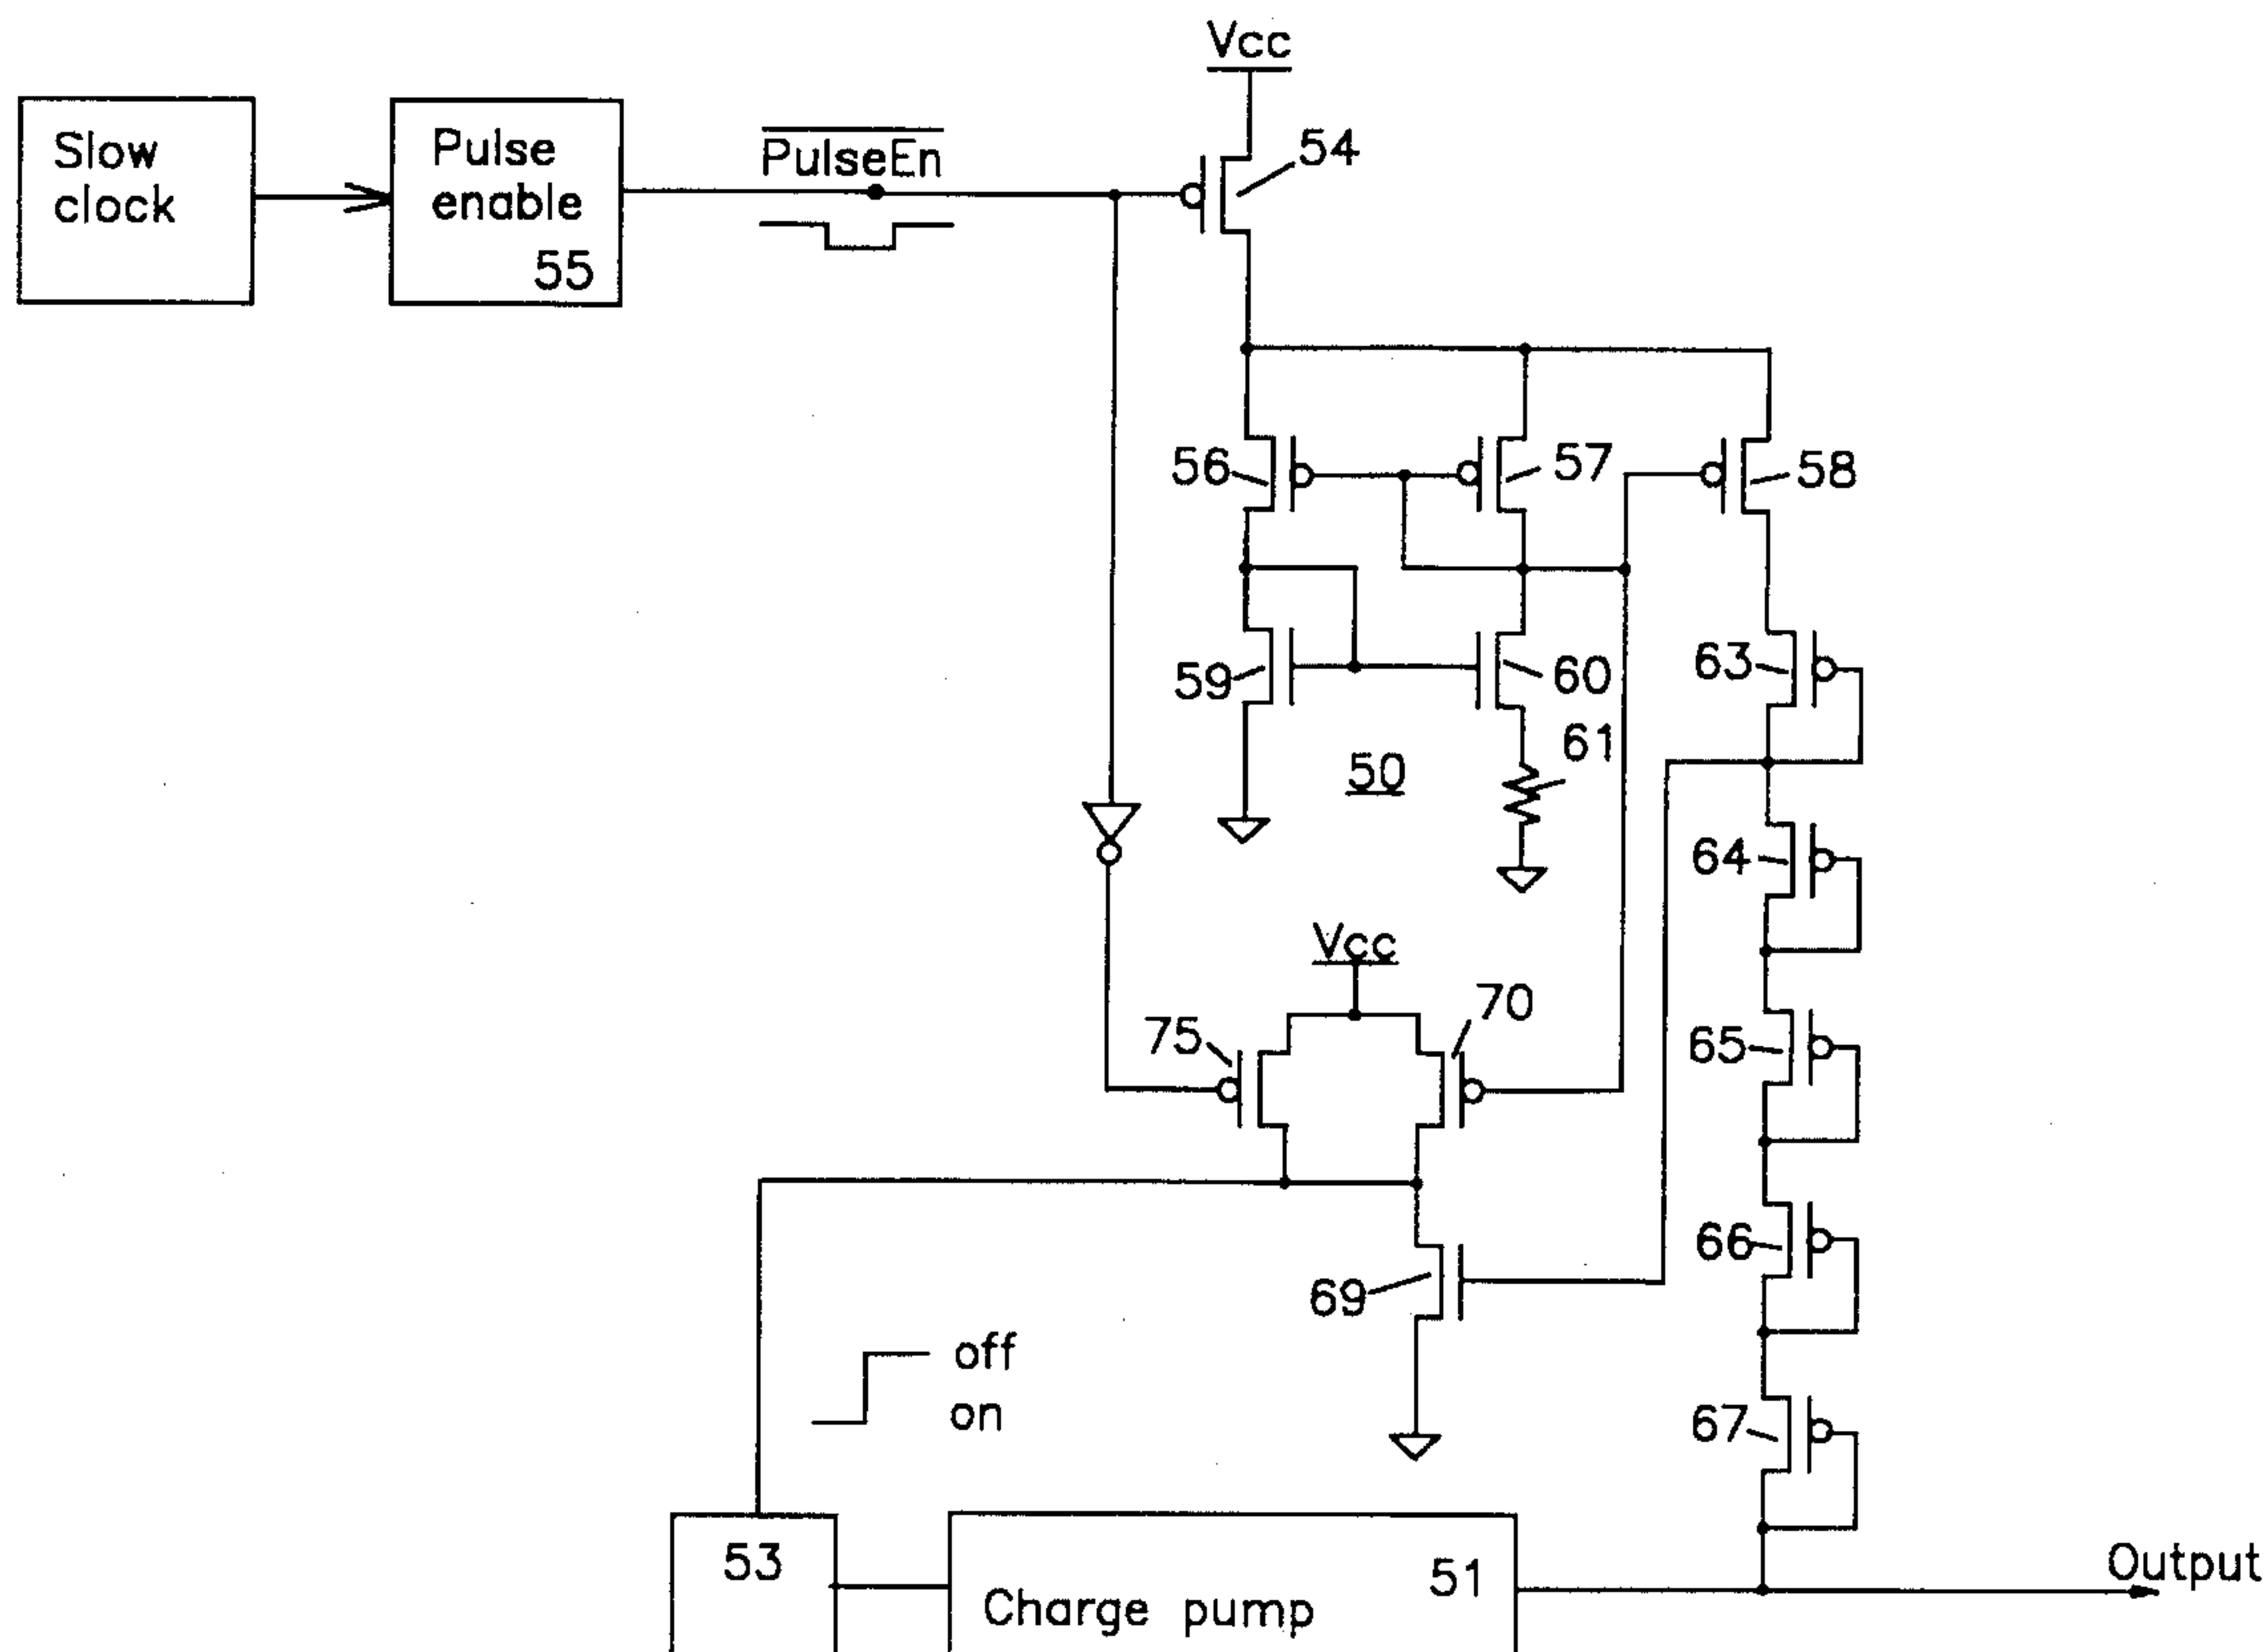 Vcc
Slow
clock
Pulse
enable
55
PulseEn
54
56
57
58
59
60
61
50
63
64
Vcc
75
70
65
66
69
67
off
on
53
51
Charge pump
Output